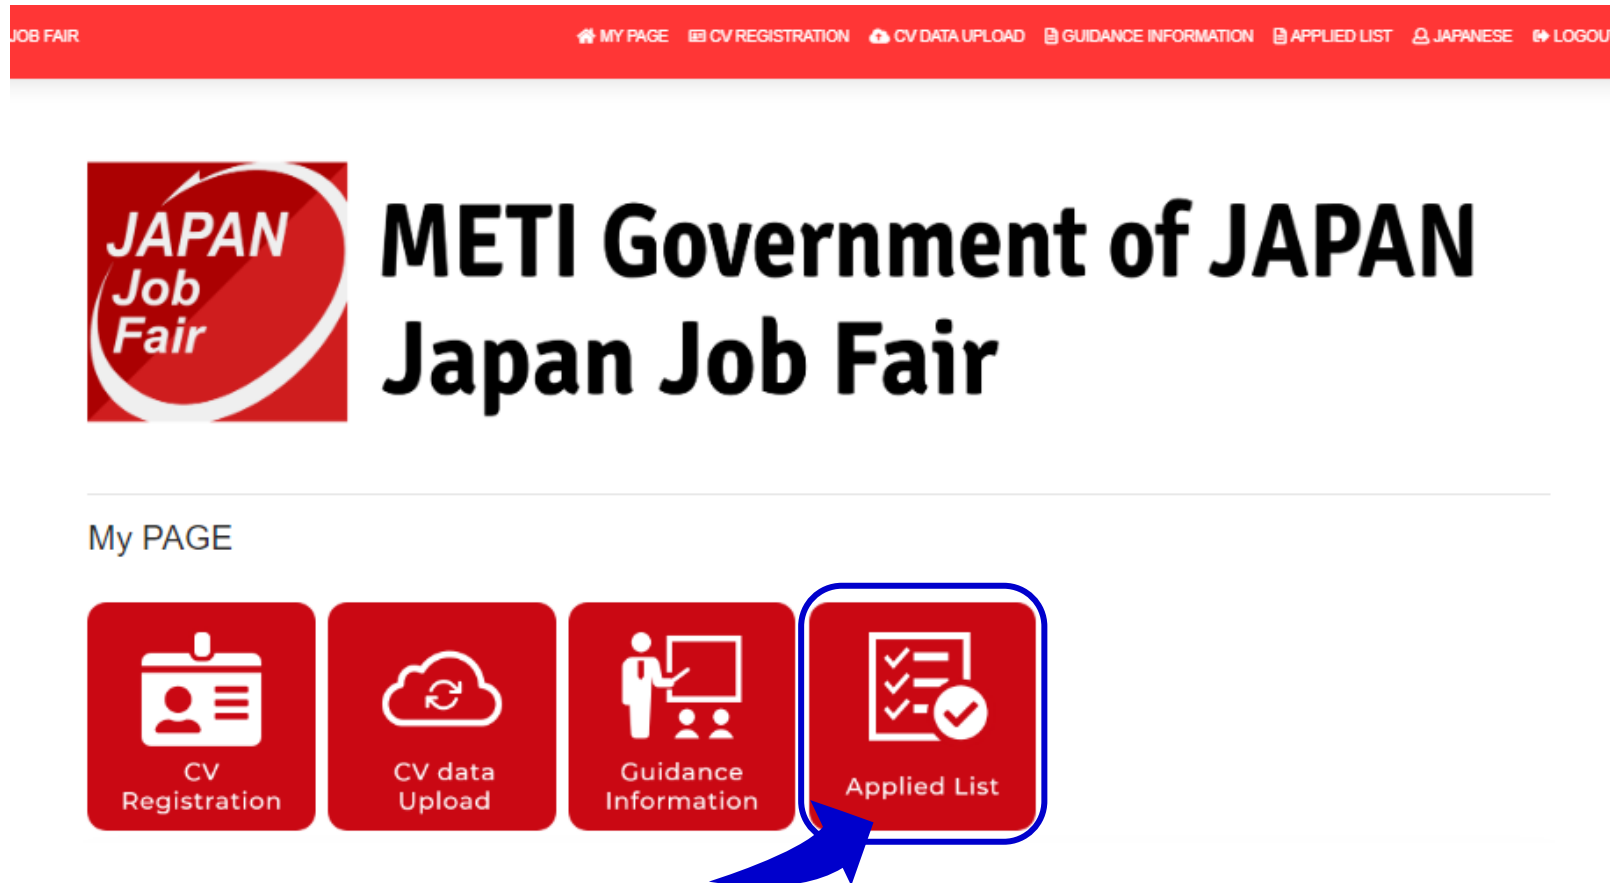 JOB FAIR
MY PAGE
CV REGISTRATION
CV DATA UPLOAD
GUIDANCE INFORMATION
APPLIED LIST
JAPANESE
LOGOU
JAPAN
Job
Fair
METI Government of JAPAN
Japan Job Fair
My PAGE
CV
Registration
CV data
Upload
Guidance
Information
Applied List